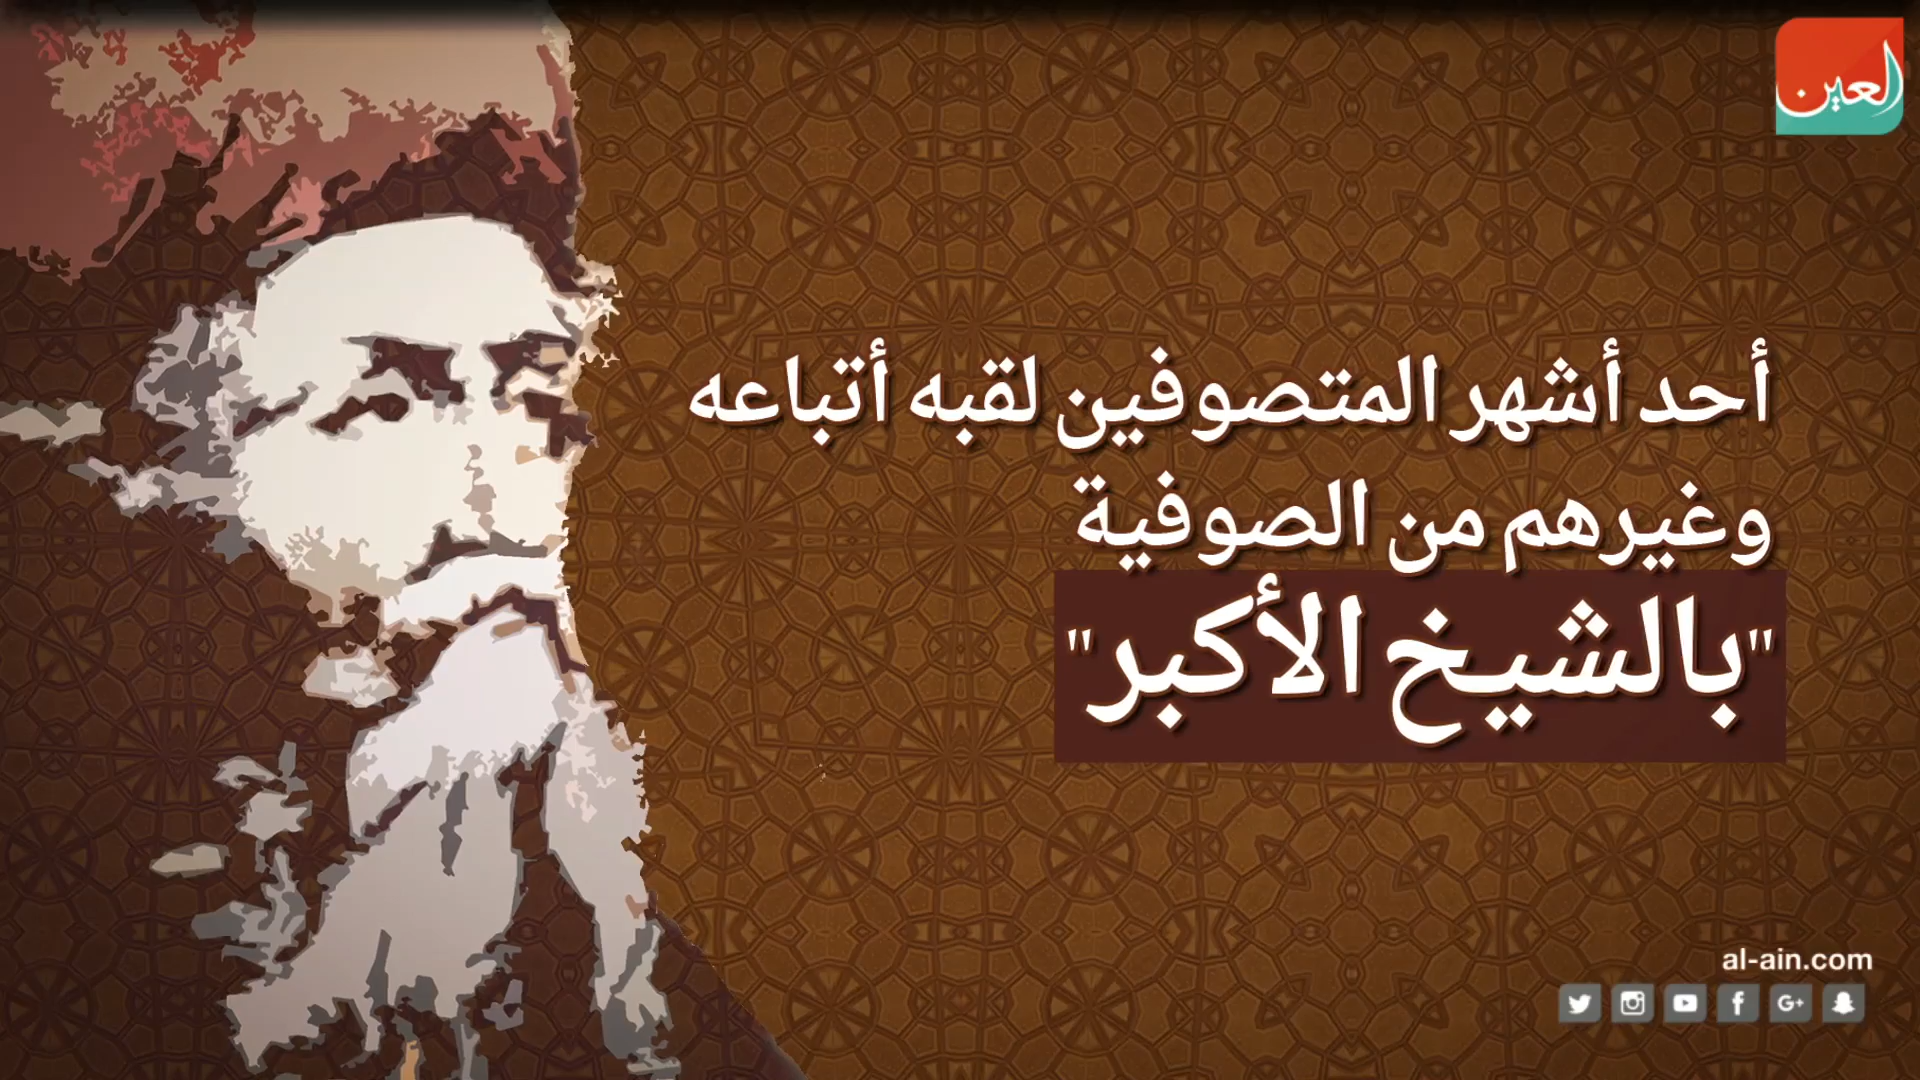 العين
أحد أشهر المتصوفين لقبه أتباعه
وغيرهم من الصوفية
"بالشيخ الأكبر"
al-ain.com